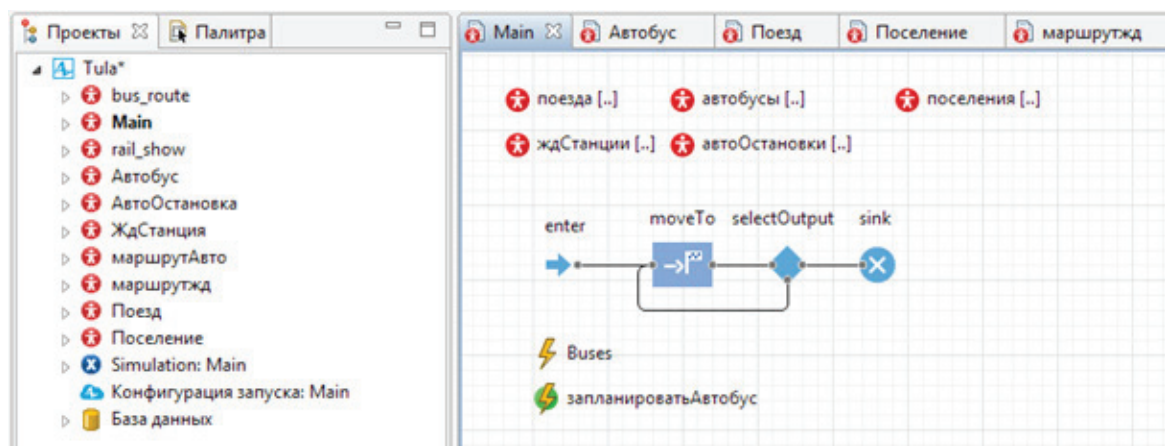 Проекты Палитра
Tula*
bus_route
Main
rail_show
Автобус
АвтоОстановка
ЖдСтанция
маршрутАвто
маршрутжд
Поезд
Поселение
Simulation: Main
Конфигурация запуска: Main
База данных
Main Автобус Поезд Поселение маршрутжд
поезда [..] автобусы [..] поселения [..]
ждСтанции [..] автоОстановки [..]
enter moveTo selectOutput sink
Buses
запланироватьАвтобус